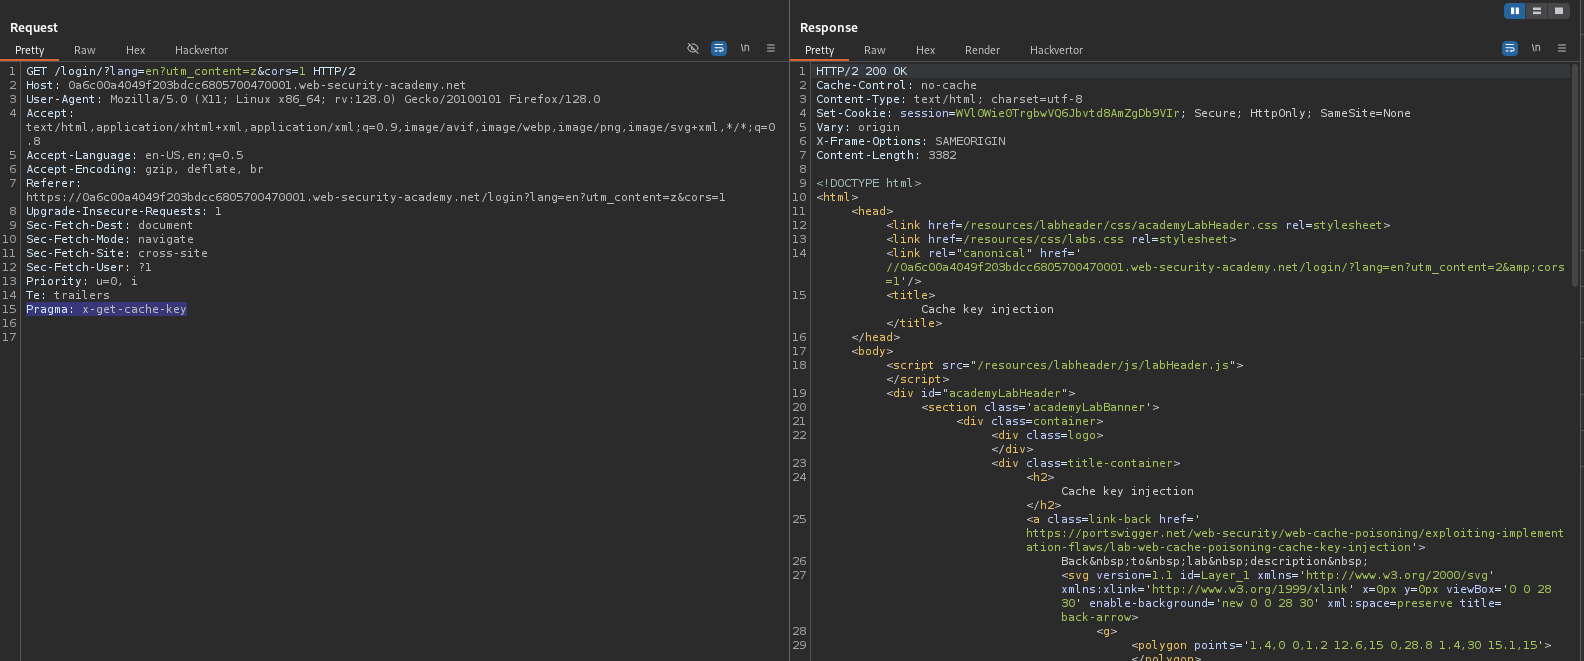 Request
Pretty Raw Hex Hackvertor
\n
1 GET /login/?lang=en?utm_content=z&cors=1 HTTP/2
2 Host: 0a6c00a4049f203bdcc6805700470001.web-security-academy.net
3 User-Agent: Mozilla/5.0 (X11; Linux x86_64; rv:128.0) Gecko/20100101 Firefox/128.0
4 Accept:
text/html,application/xhtml+xml,application/xml;q=0.9,image/avif,image/webp,image/png,image/svg+xml,*/*;q=0
.8
5 Accept-Language: en-US,en;q=0.5
6 Accept-Encoding: gzip, deflate, br
7 Referer:
https://0a6c00a4049f203bdcc6805700470001.web-security-academy.net/login?lang=en?utm_content=z&cors=1
8 Upgrade-Insecure-Requests: 1
9 Sec-Fetch-Dest: document
10 Sec-Fetch-Mode: navigate
11 Sec-Fetch-Site: cross-site
12 Sec-Fetch-User: ?1
13 Priority: u=0, i
14 Te: trailers
15 Pragma: x-get-cache-key
16
17
Response
Pretty Raw Hex Render Hackvertor
\n
1 HTTP/2 200 OK
2 Cache-Control: no-cache
3 Content-Type: text/html; charset=utf-8
4 Set-Cookie: session=WVl0Wie0TrgbwVQ6Jbvtd8AmZgDb9VIr; Secure; HttpOnly; SameSite=None
5 Vary: origin
6 X-Frame-Options: SAMEORIGIN
7 Content-Length: 3382
8
9 <!DOCTYPE html>
10 <html>
11 <head>
12 <link href=/resources/labheader/css/academyLabHeader.css rel=stylesheet>
13 <link href=/resources/css/labs.css rel=stylesheet>
14 <link rel="canonical" href='
//0a6c00a4049f203bdcc6805700470001.web-security-academy.net/login/?lang=en?utm_content=2&amp;cors
=1'/>
15 <title>
Cache key injection
</title>
16 </head>
17 <body>
18 <script src="/resources/labheader/js/labHeader.js">
</script>
19 <div id="academyLabHeader">
20 <section class='academyLabBanner'>
21 <div class=container>
22 <div class=logo>
</div>
23 <div class=title-container>
24 <h2>
Cache key injection
</h2>
25 <a class=link-back href='
https://portswigger.net/web-security/web-cache-poisoning/exploiting-implement
ation-flaws/lab-web-cache-poisoning-cache-key-injection'>
26 Back&nbsp;to&nbsp;lab&nbsp;description&nbsp;
27 <svg version=1.1 id=Layer_1 xmlns='http://www.w3.org/2000/svg'
xmlns:xlink='http://www.w3.org/1999/xlink' x=0px y=0px viewBox='0 0 28
30' enable-background='new 0 0 28 30' xml:space=preserve title=
back-arrow>
28 <g>
29 <polygon points='1.4,0 0,1.2 12.6,15 0,28.8 1.4,30 15.1,15'>
</polygon>